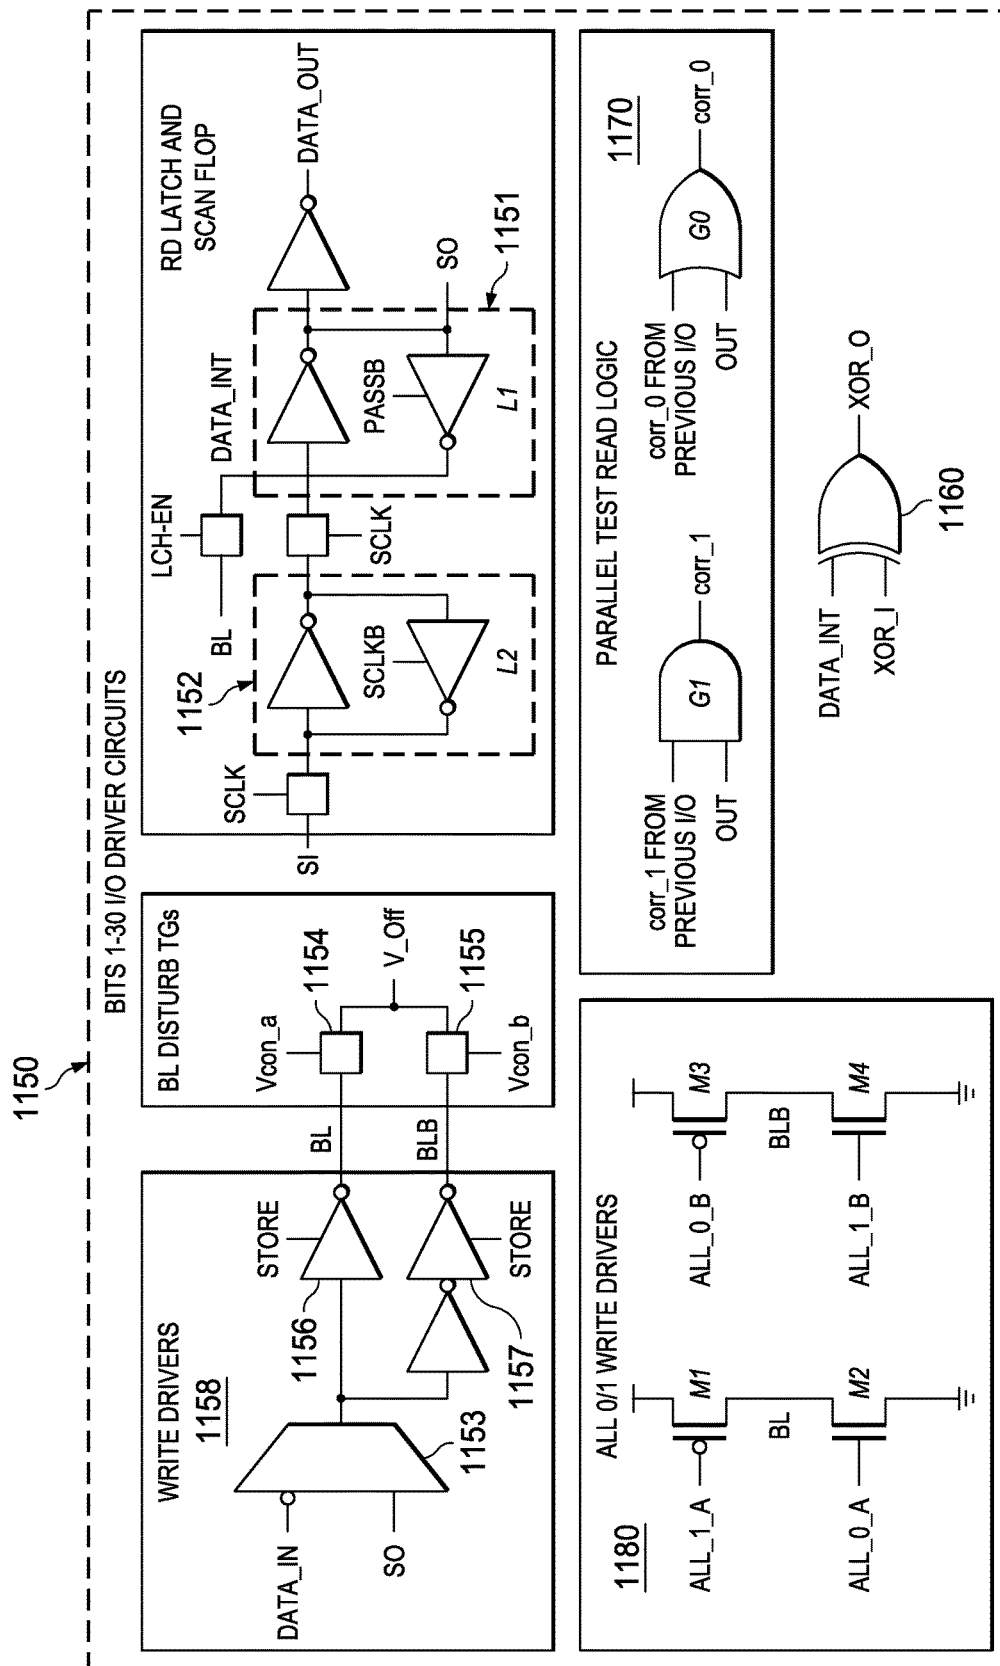 1150
BITS 1-30 I/O DRIVER CIRCUITS
WRITE DRIVERS
1158
DATA_IN
SO
1153
1156
STORE
STORE
1157
BL
BLB
BL DISTURB TGs
Vcon_a
1154
V_Off
1155
Vcon_b
RD LATCH AND
SCAN FLOP
SI
SCLK
1152
SCLKB
L2
BL
LCH-EN
SCLK
DATA_INT
PASSB
L1
SO
1151
DATA_OUT
ALL 0/1 WRITE DRIVERS
1180
ALL_1_A
M1
BL
ALL_0_A
M2
ALL_0_B
M3
BLB
ALL_1_B
M4
PARALLEL TEST READ LOGIC
1170
corr_1 FROM
PREVIOUS I/O
OUT
G1
corr_1
corr_0 FROM
PREVIOUS I/O
OUT
G0
corr_0
DATA_INT
XOR_I
XOR_O
1160